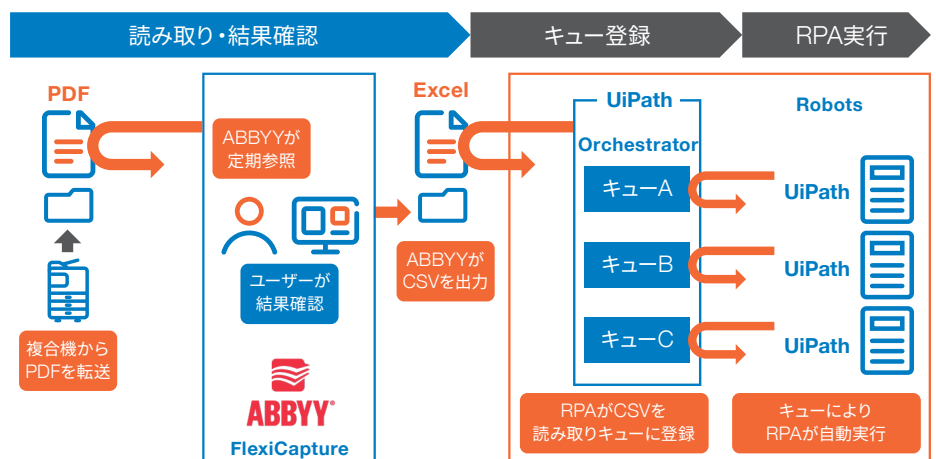 読み取り・結果確認
キュー登録
RPA実行
PDF
複合機から
PDFを転送
ABBYYが
定期参照
ユーザーが
結果確認
ABBYY®
FlexiCapture
Excel
ABBYYが
CSVを出力
UiPath
Orchestrator
キューA
キューB
キューC
RPAがCSVを
読み取りキューに登録
Robots
UiPath
UiPath
UiPath
キューにより
RPAが自動実行